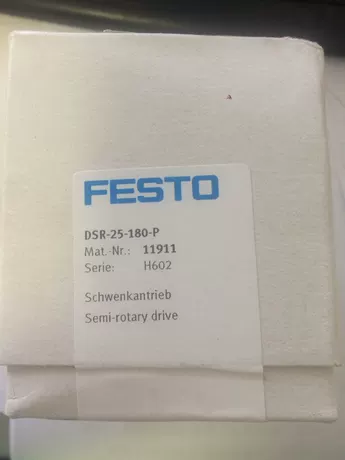 FESTO
DSR-25-180-P
Mat.-Nr.: 11911
Serie: H602
Schwenkantrieb
Semi-rotary drive